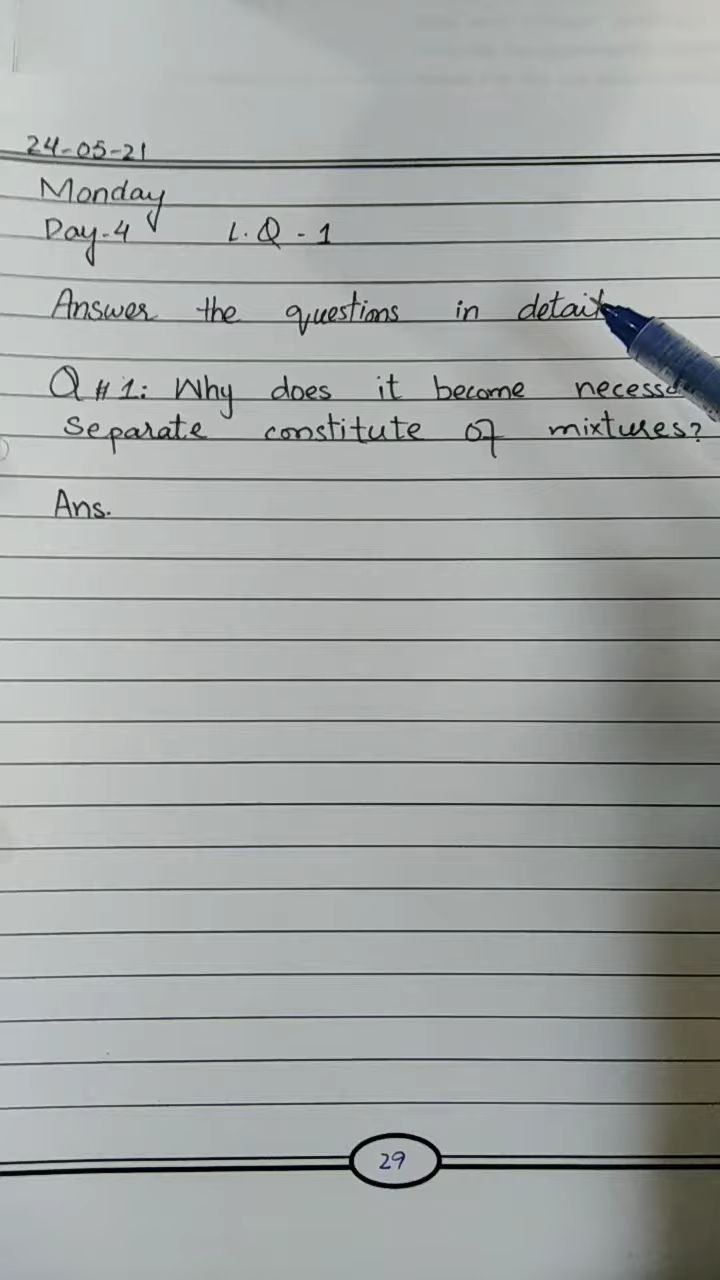 24-05-21
Monday
Day-4 L.Q - 1
Answer the questions in detail
Q # 1: Why does it become
Separate constitute of mixtures?
Ans.
29